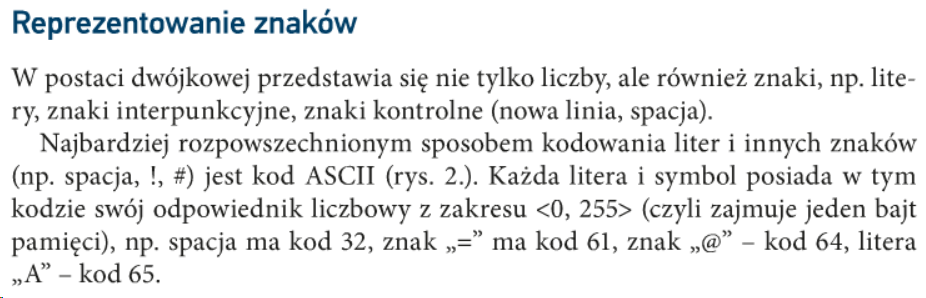 Reprezentowanie znaków
W postaci dwójkowej przedstawia się nie tylko liczby, ale również znaki, np. lite-
ry, znaki interpunkcyjne, znaki kontrolne (nowa linia, spacja).
Najbardziej rozpowszechnionym sposobem kodowania liter i innych znaków
(np. spacja, !, #) jest kod ASCII (rys. 2.). Każda litera i symbol posiada w tym
kodzie swój odpowiednik liczbowy z zakresu <0, 255> (czyli zajmuje jeden bajt
pamięci), np. spacja ma kod 32, znak „=” ma kod 61, znak „@” – kod 64, litera
„A” – kod 65.